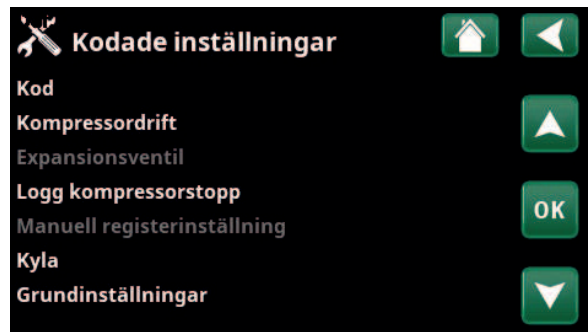 Kodade inställningar
Kod
Kompressordrift
Expansionsventil
Logg kompressorstopp
OK
Manuell registerinställning
Kyla
Grundinställningar